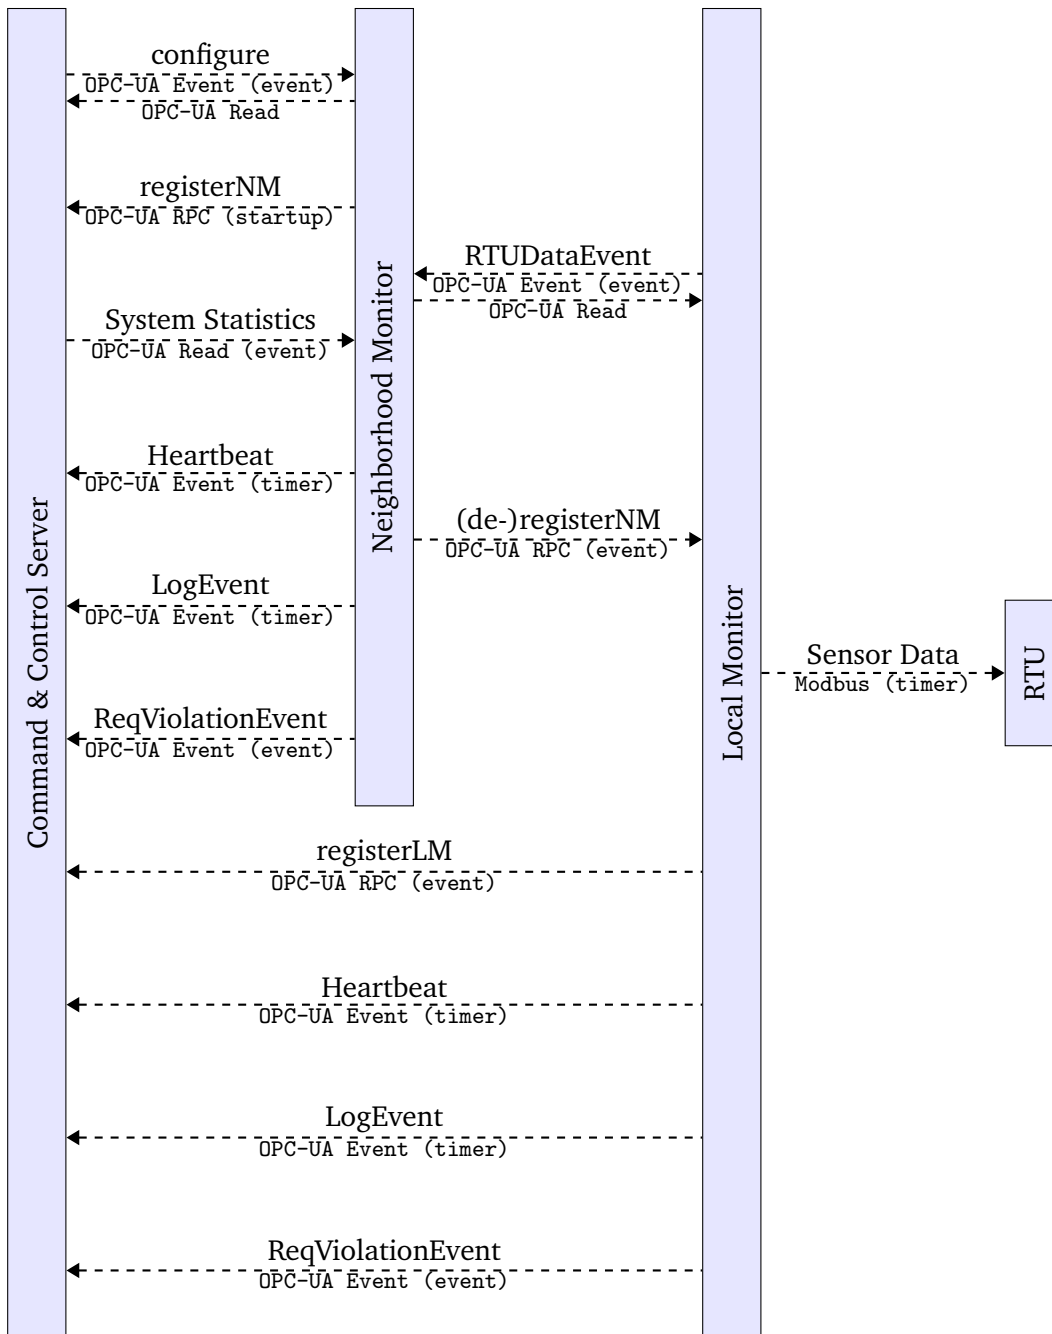 configure
OPC-UA Event (event)
OPC-UA Read
registerNM
OPC-UA RPC (startup)
RTUDataEvent
OPC-UA Event (event)
OPC-UA Read
System Statistics
OPC-UA Read (event)
Neighborhood Monitor
Heartbeat
OPC-UA Event (timer)
(de-)registerNM
OPC-UA RPC (event)
Command & Control Server
LogEvent
OPC-UA Event (timer)
Local Monitor
Sensor Data
Modbus (timer)
RTU
ReqViolationEvent
OPC-UA Event (event)
registerLM
OPC-UA RPC (event)
Heartbeat
OPC-UA Event (timer)
LogEvent
OPC-UA Event (timer)
ReqViolationEvent
OPC-UA Event (event)